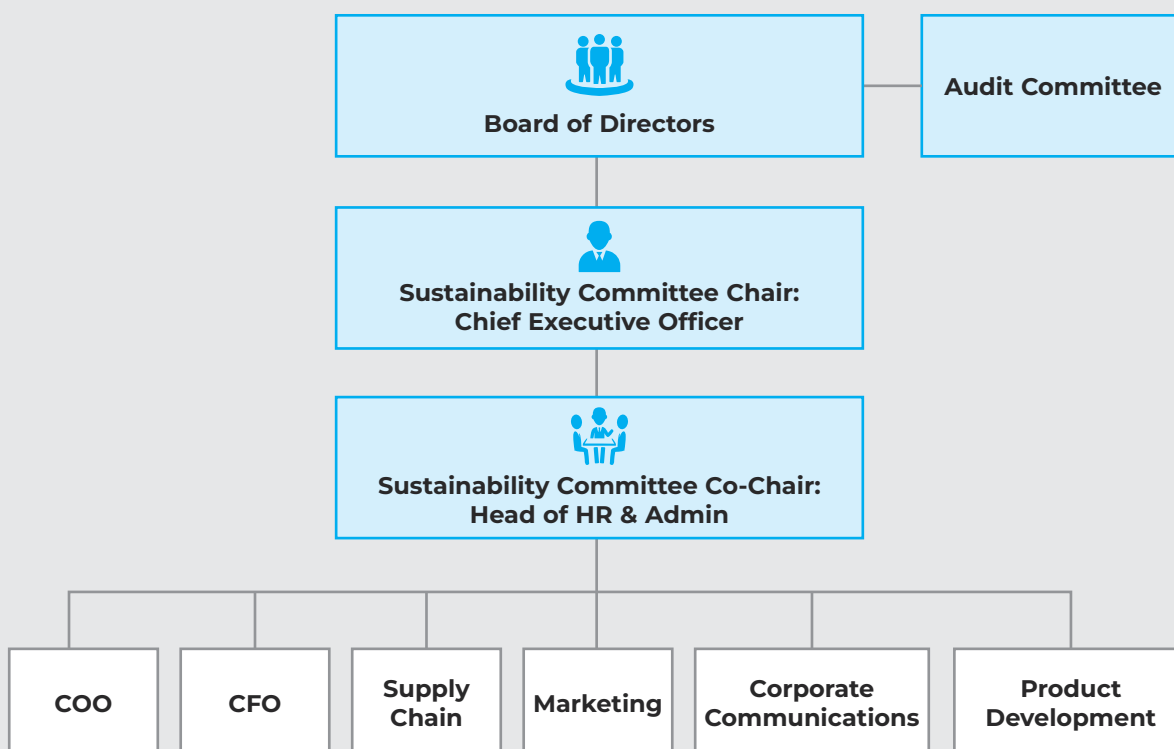 Board of Directors
Audit Committee
Sustainability Committee Chair:
Chief Executive Officer
Sustainability Committee Co-Chair:
Head of HR & Admin
COO
CFO
Supply
Chain
Marketing
Corporate
Communications
Product
Development